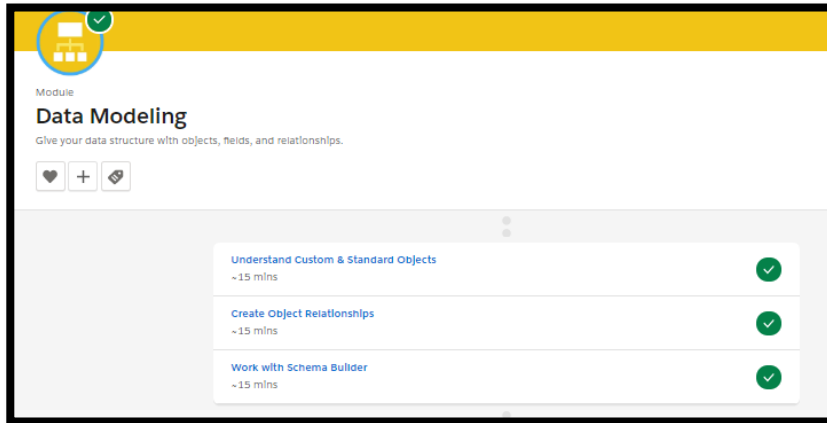 Module
Data Modeling
Give your data structure with objects, fields, and relationships.
Understand Custom & Standard Objects
~15 mins
Create Object Relationships
~15 mins
Work with Schema Builder
~15 mins